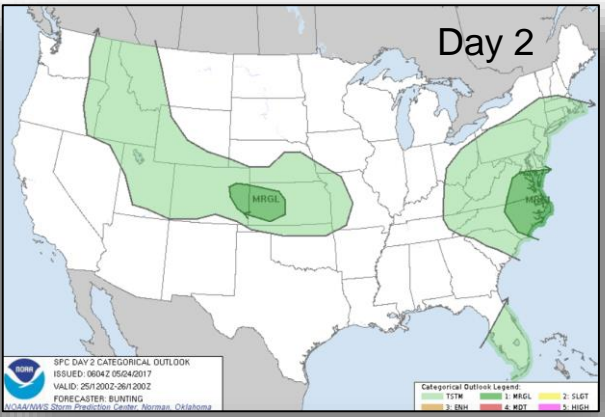 Day 2
MRGL
MRGL
NOAA
SPC DAY 2 CATEGORICAL OUTLOOK
ISSUED: 0604Z 05/24/2017
VALID: 25/1200Z-26/1200Z
FORECASTER: BUNTING
NOAA/NWS Storm Prediction Center, Norman, Oklahoma
Categorical Outlook Legend:
TSTM 1: MRGL 2: SLGT
3: ENH 4: MDT 5: HIGH